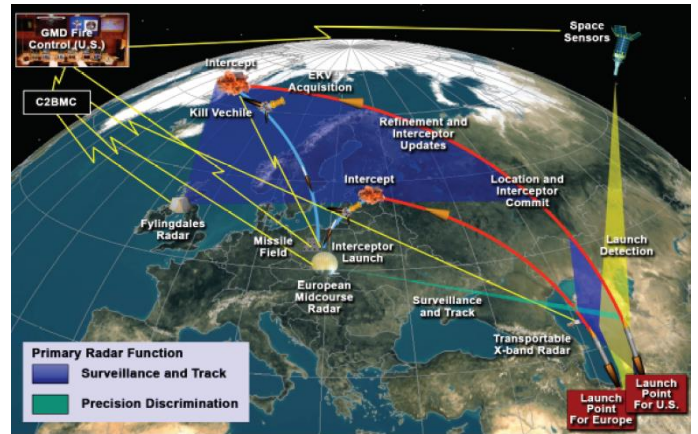 GMD Fire
Control (U.S.)
C2BMC
Space
Sensors
Intercept
EKV
Acquisition
Kill Vechile
Refinement and
Interceptor
Updates
Intercept
Location and
Interceptor
Commit
Fylingdales
Radar
Missile
Field
Interceptor
Launch
Launch
Detection
European
Midcourse
Radar
Surveillance
and Track
Transportable
X-band Radar
Primary Radar Function
Surveillance and Track
Precision Discrimination
Launch
Point
For Europe
Launch
Point
For U.S.